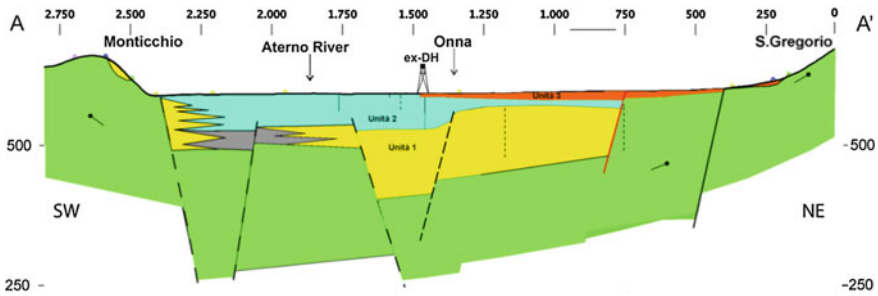 A 2.750 2.500 2.250 2.000 1.750 1.500 1.250 1.000 750 500 250 0 A'
Monticchio Aterno River Onna S.Gregorio
ex-DH
Unità 3
Unità 2
Unità 1
500 500
SW NE
250 250